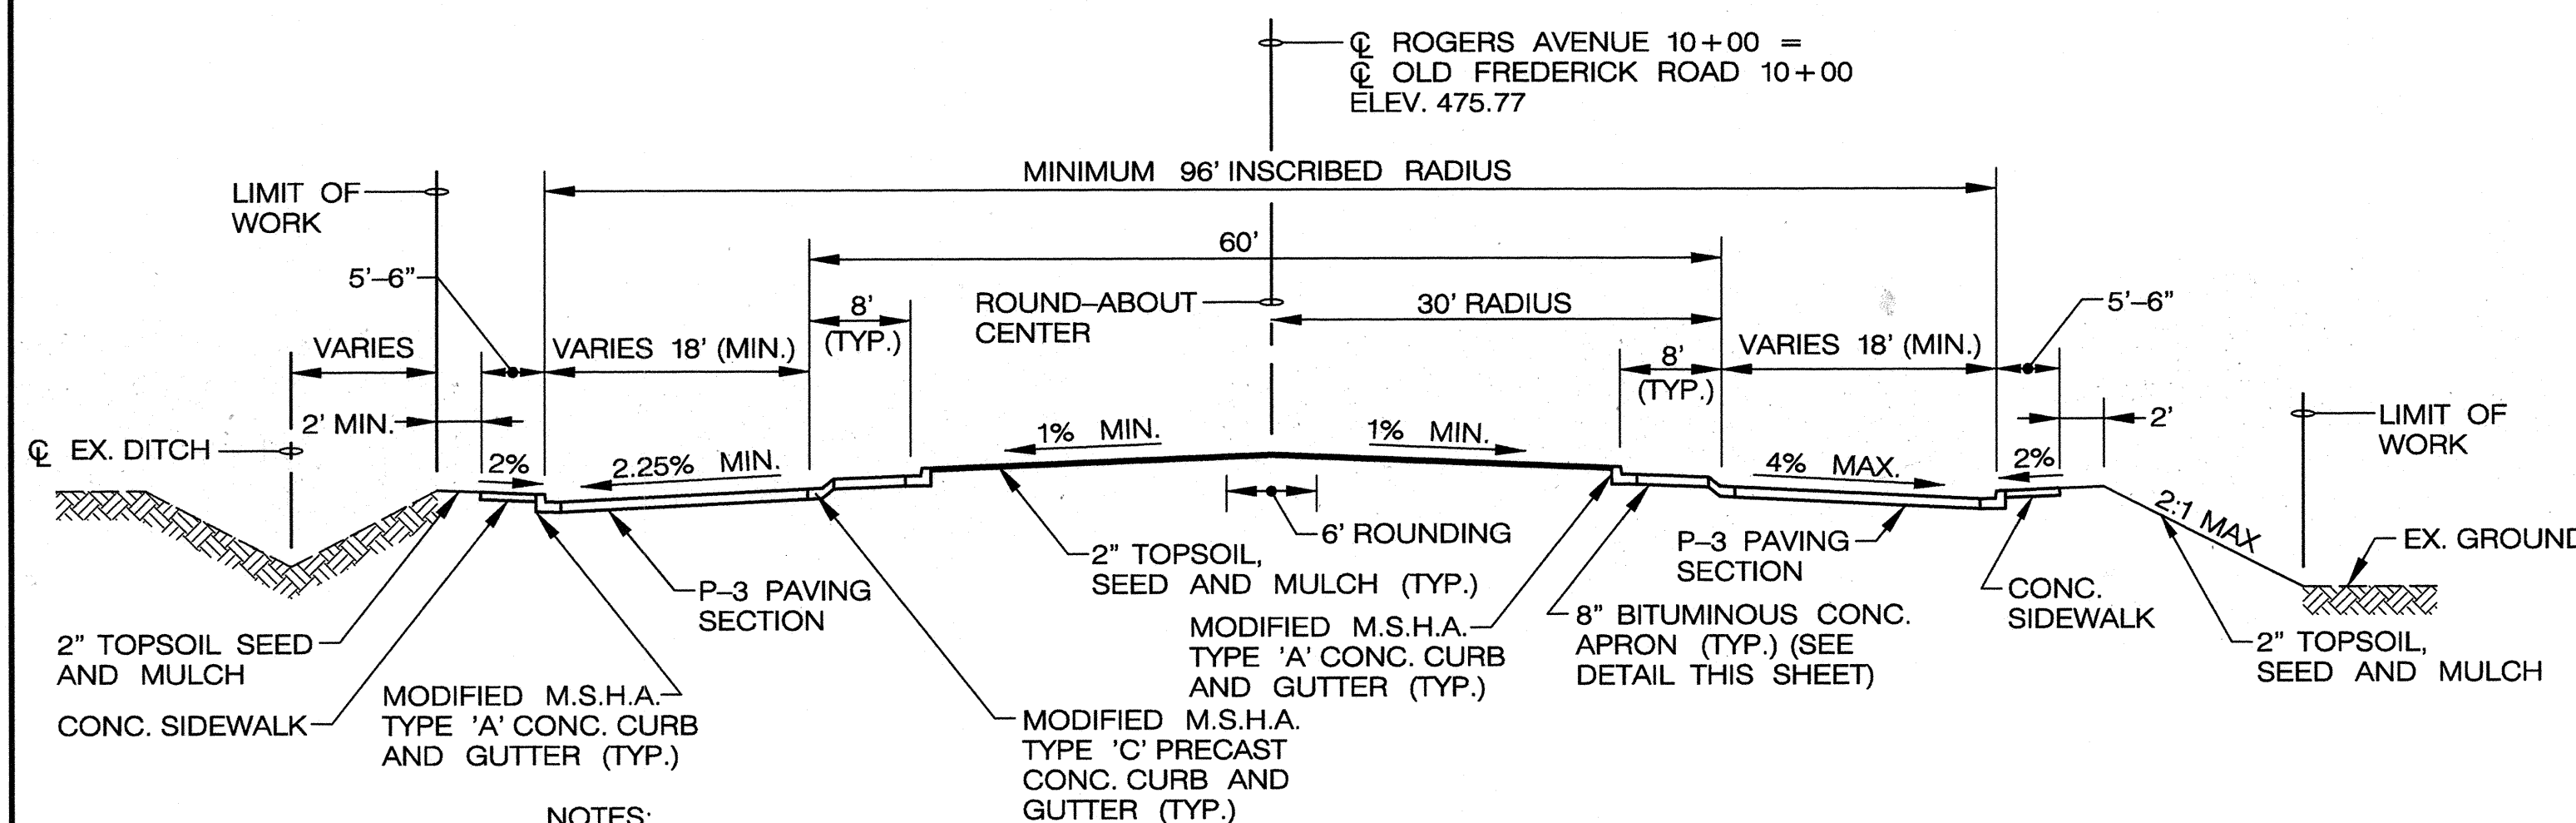 ℄ ROGERS AVENUE 10+00 =
℄ OLD FREDERICK ROAD 10+00
ELEV. 475.77
MINIMUM 96' INSCRIBED RADIUS
LIMIT OF
WORK
60'
5'–6"
8'
(TYP.)
ROUND–ABOUT
CENTER
30' RADIUS
5'–6"
VARIES
VARIES 18' (MIN.)
8'
(TYP.)
VARIES 18' (MIN.)
2' MIN.
2'
LIMIT OF
WORK
℄ EX. DITCH
2%
2.25% MIN.
1% MIN.
1% MIN.
4% MAX.
2%
2:1 MAX
6' ROUNDING
EX. GROUND
2" TOPSOIL,
SEED AND MULCH (TYP.)
P–3 PAVING
SECTION
P–3 PAVING
SECTION
CONC.
SIDEWALK
2" TOPSOIL SEED
AND MULCH
MODIFIED M.S.H.A.
TYPE 'A' CONC. CURB
AND GUTTER (TYP.)
8" BITUMINOUS CONC.
APRON (TYP.) (SEE
DETAIL THIS SHEET)
2" TOPSOIL,
SEED AND MULCH
CONC. SIDEWALK
MODIFIED M.S.H.A.
TYPE 'A' CONC. CURB
AND GUTTER (TYP.)
MODIFIED M.S.H.A.
TYPE 'C' PRECAST
CONC. CURB AND
GUTTER (TYP.)
NOTES: